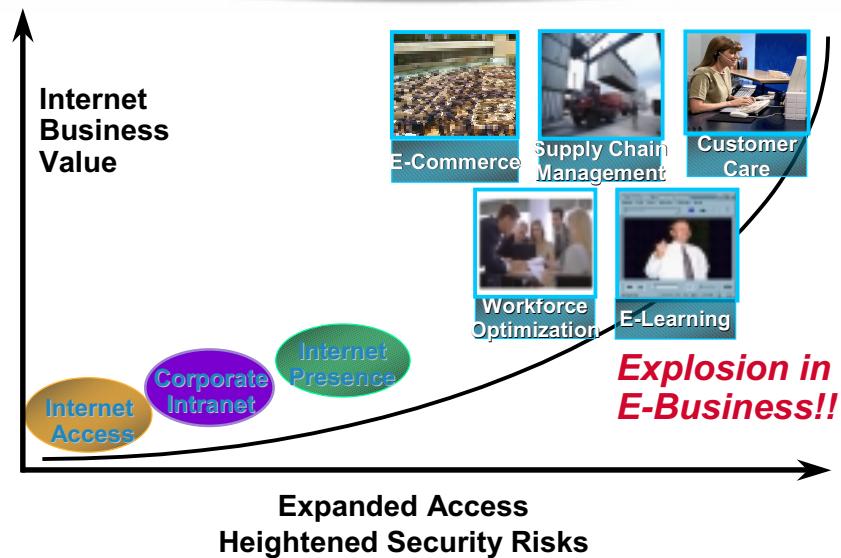 Internet
Business
Value
E-Commerce
Supply Chain
Management
Customer
Care
Workforce
Optimization
E-Learning
Internet
Presence
Corporate
Intranet
Internet
Access
Explosion in
E-Business!!
Expanded Access
Heightened Security Risks